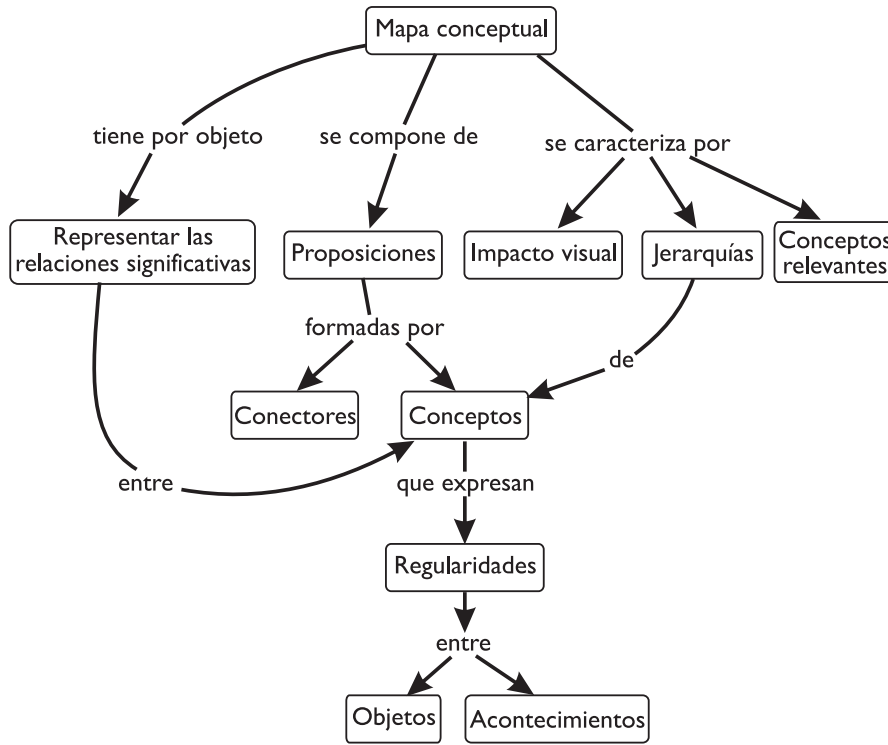 Mapa conceptual
tiene por objeto
se compone de
se caracteriza por
Representar las
relaciones significativas
Proposiciones
Impacto visual
Jerarquías
Conceptos
relevantes
formadas por
de
Conectores
Conceptos
entre
que expresan
Regularidades
entre
Objetos
Acontecimientos